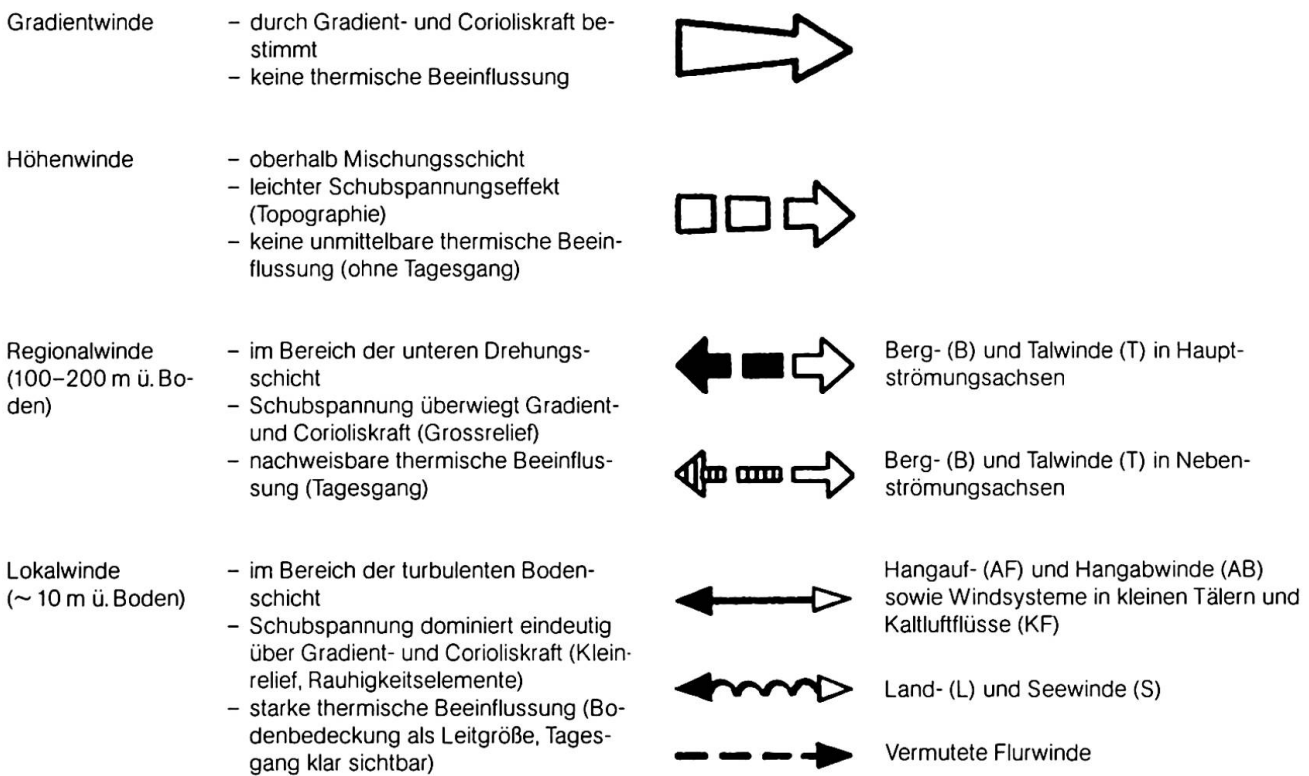 Gradientwinde
– durch Gradient- und Corioliskraft be-
stimmt
– keine thermische Beeinflussung
Höhenwinde
– oberhalb Mischungsschicht
– leichter Schubspannungseffekt
(Topographie)
– keine unmittelbare thermische Beein-
flussung (ohne Tagesgang)
Regionalwinde
(100–200 m ü. Bo-
den)
– im Bereich der unteren Drehungs-
schicht
– Schubspannung überwiegt Gradient-
und Corioliskraft (Grossrelief)
– nachweisbare thermische Beeinflus-
sung (Tagesgang)
Berg- (B) und Talwinde (T) in Haupt-
strömungsachsen
Berg- (B) und Talwinde (T) in Neben-
strömungsachsen
Lokalwinde
(~ 10 m ü. Boden)
– im Bereich der turbulenten Boden-
schicht
– Schubspannung dominiert eindeutig
über Gradient- und Corioliskraft (Klein-
relief, Rauhigkeitselemente)
– starke thermische Beeinflussung (Bo-
denbedeckung als Leitgröße, Tages-
gang klar sichtbar)
Hangauf- (AF) und Hangabwinde (AB)
sowie Windsysteme in kleinen Tälern und
Kaltluftflüsse (KF)
Land- (L) und Seewinde (S)
Vermutete Flurwinde